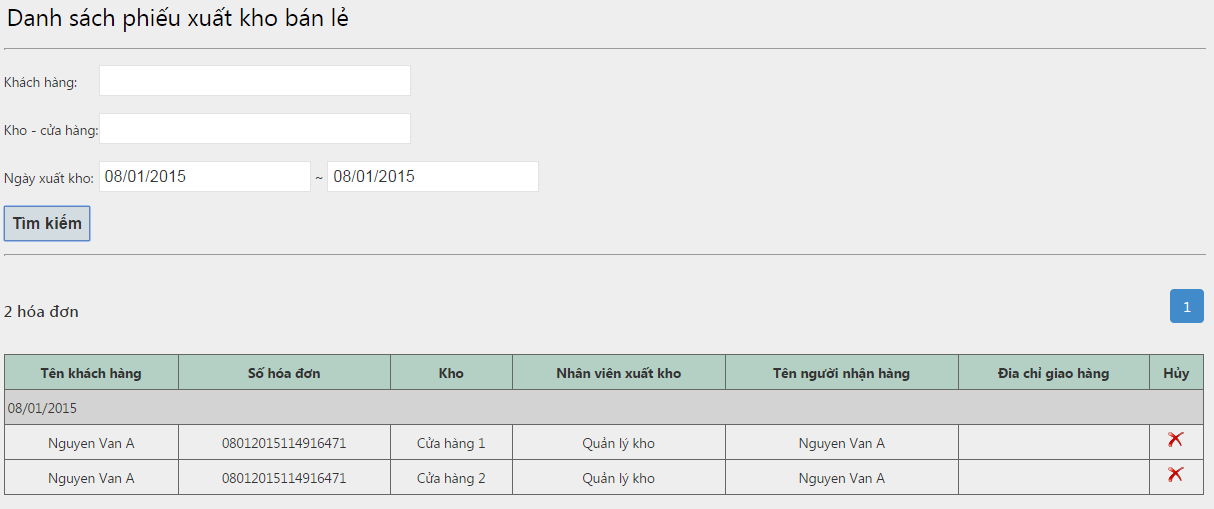 Danh sách phiếu xuất kho bán lẻ
Khách hàng:
Kho - cửa hàng:
Ngày xuất kho: 08/01/2015 ~ 08/01/2015
Tìm kiếm
2 hóa đơn
1
Tên khách hàng Số hóa đơn Kho Nhân viên xuất kho Tên người nhận hàng Đia chỉ giao hàng Hủy
08/01/2015
Nguyen Van A 08012015114916471 Cửa hàng 1 Quản lý kho Nguyen Van A
Nguyen Van A 08012015114916471 Cửa hàng 2 Quản lý kho Nguyen Van A